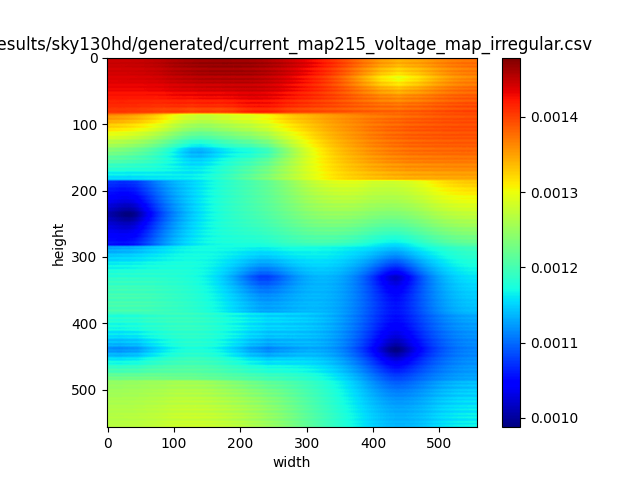 esults/sky130hd/generated/current_map215_voltage_map_irregular.csv
0
100
200
300
400
500
height
0 100 200 300 400 500
width
0.0014
0.0013
0.0012
0.0011
0.0010